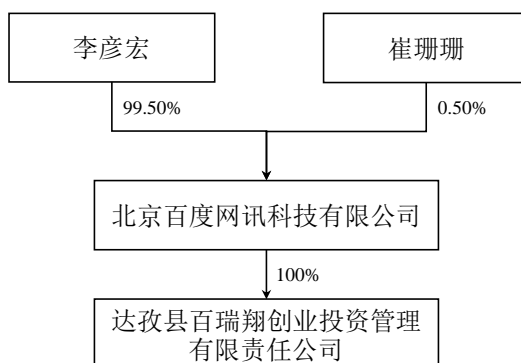 李彦宏
崔珊珊
99.50%
0.50%
北京百度网讯科技有限公司
100%
达孜县百瑞翔创业投资管理
有限责任公司